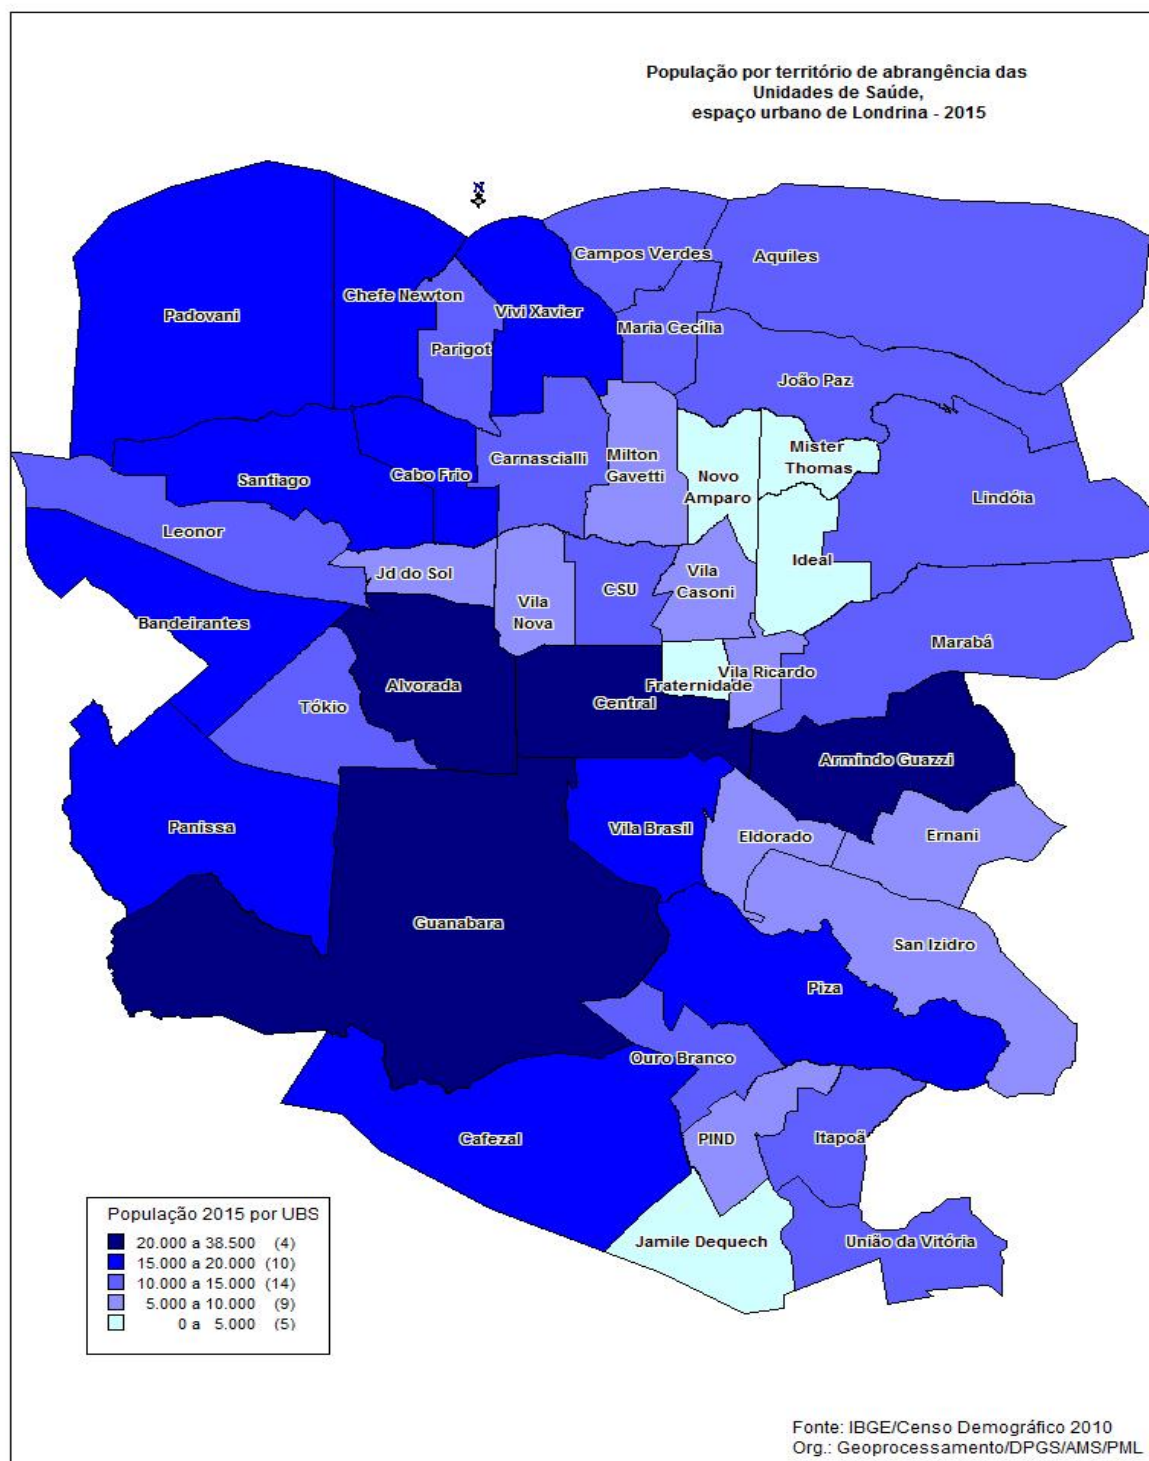 População por território de abrangência das
Unidades de Saúde,
espaço urbano de Londrina - 2015
N
Campos Verdes
Aquiles
Padovani
Chefe Newton
Vivi Xavier
Maria Cecília
Parigot
João Paz
Santiago
Cabo Frio
Carnascialli
Milton
Gavetti
Novo
Amparo
Mister
Thomas
Lindóia
Leonor
Jd do Sol
Vila
Nova
CSU
Vila
Casoni
Ideal
Bandeirantes
Marabá
Alvorada
Tókio
Central
Fraternidade
Vila Ricardo
Armindo Guazzi
Panissa
Vila Brasil
Eldorado
Ernani
Guanabara
San Izidro
Piza
Ouro Branco
Cafezal
PIND
Itapoã
Jamile Dequech
União da Vitória
População 2015 por UBS
20.000 a 38.500 (4)
15.000 a 20.000 (10)
10.000 a 15.000 (14)
5.000 a 10.000 (9)
0 a 5.000 (5)
Fonte: IBGE/Censo Demográfico 2010
Org.: Geoprocessamento/DPGS/AMS/PML